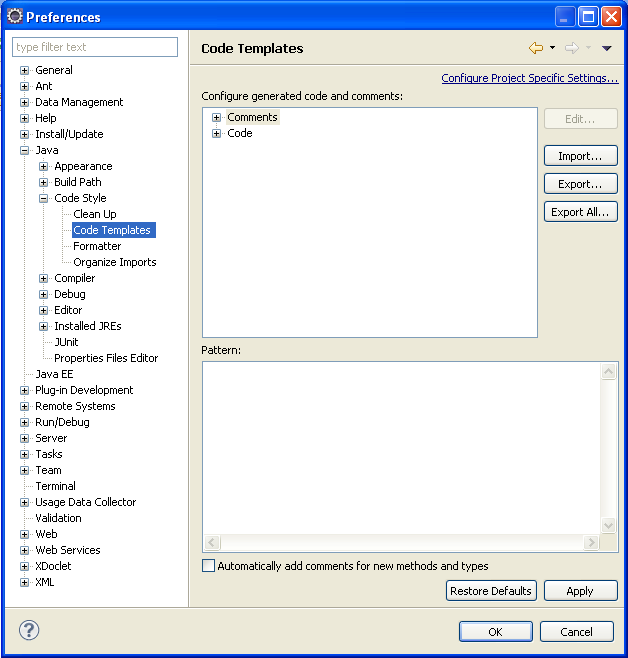 Preferences
type filter text
General
Ant
Data Management
Help
Install/Update
Java
Appearance
Build Path
Code Style
Clean Up
Code Templates
Formatter
Organize Imports
Compiler
Debug
Editor
Installed JREs
JUnit
Properties Files Editor
Java EE
Plug-in Development
Remote Systems
Run/Debug
Server
Tasks
Team
Terminal
Usage Data Collector
Validation
Web
Web Services
XDoclet
XML
Code Templates
Configure Project Specific Settings...
Configure generated code and comments:
Comments
Code
Edit...
Import...
Export...
Export All...
Pattern:
Automatically add comments for new methods and types
Restore Defaults
Apply
?
OK
Cancel